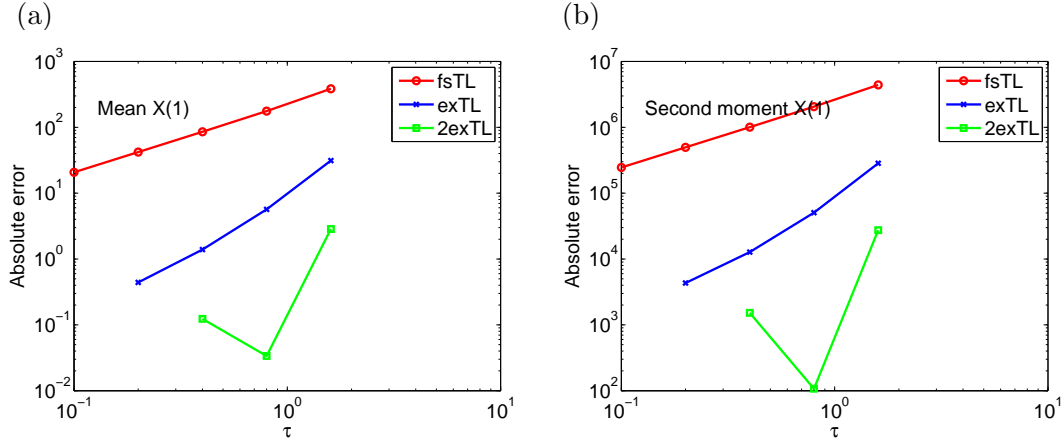 (a)
10^3
10^2
10^1
10^0
10^-1
10^-2
Absolute error
Mean X(1)
fsTL
exTL
2exTL
10^-1
10^0
10^1
τ
(b)
10^7
10^6
10^5
10^4
10^3
10^2
Absolute error
Second moment X(1)
fsTL
exTL
2exTL
10^-1
10^0
10^1
τ